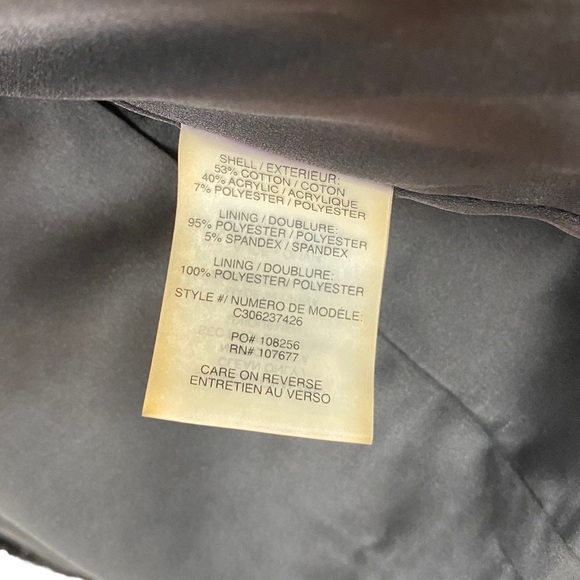 SHELL / EXTERIEUR:
53% COTTON / COTON
40% ACRYLIC / ACRYLIQUE
7% POLYESTER / POLYESTER
LINING / DOUBLURE:
95% POLYESTER / POLYESTER
5% SPANDEX / SPANDEX
LINING / DOUBLURE:
100% POLYESTER/ POLYESTER
STYLE #/ NUMÉRO DE MODÈLE:
C306237426
PO# 108256
RN# 107677
CARE ON REVERSE
ENTRETIEN AU VERSO